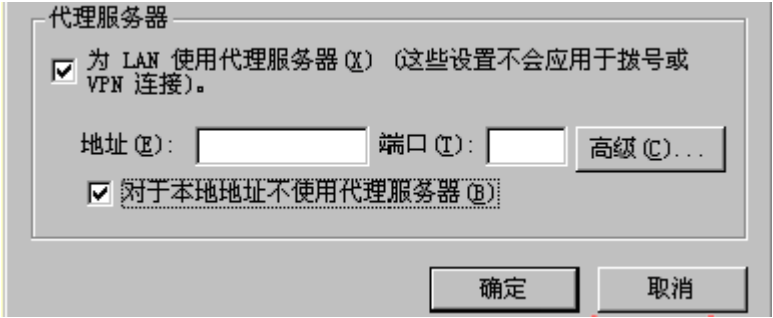 代理服务器
为 LAN 使用代理服务器(X) (这些设置不会应用于拨号或
VPN 连接)。
地址(E): 端口(T): 高级(C)...
对于本地地址不使用代理服务器(B)
确定 取消